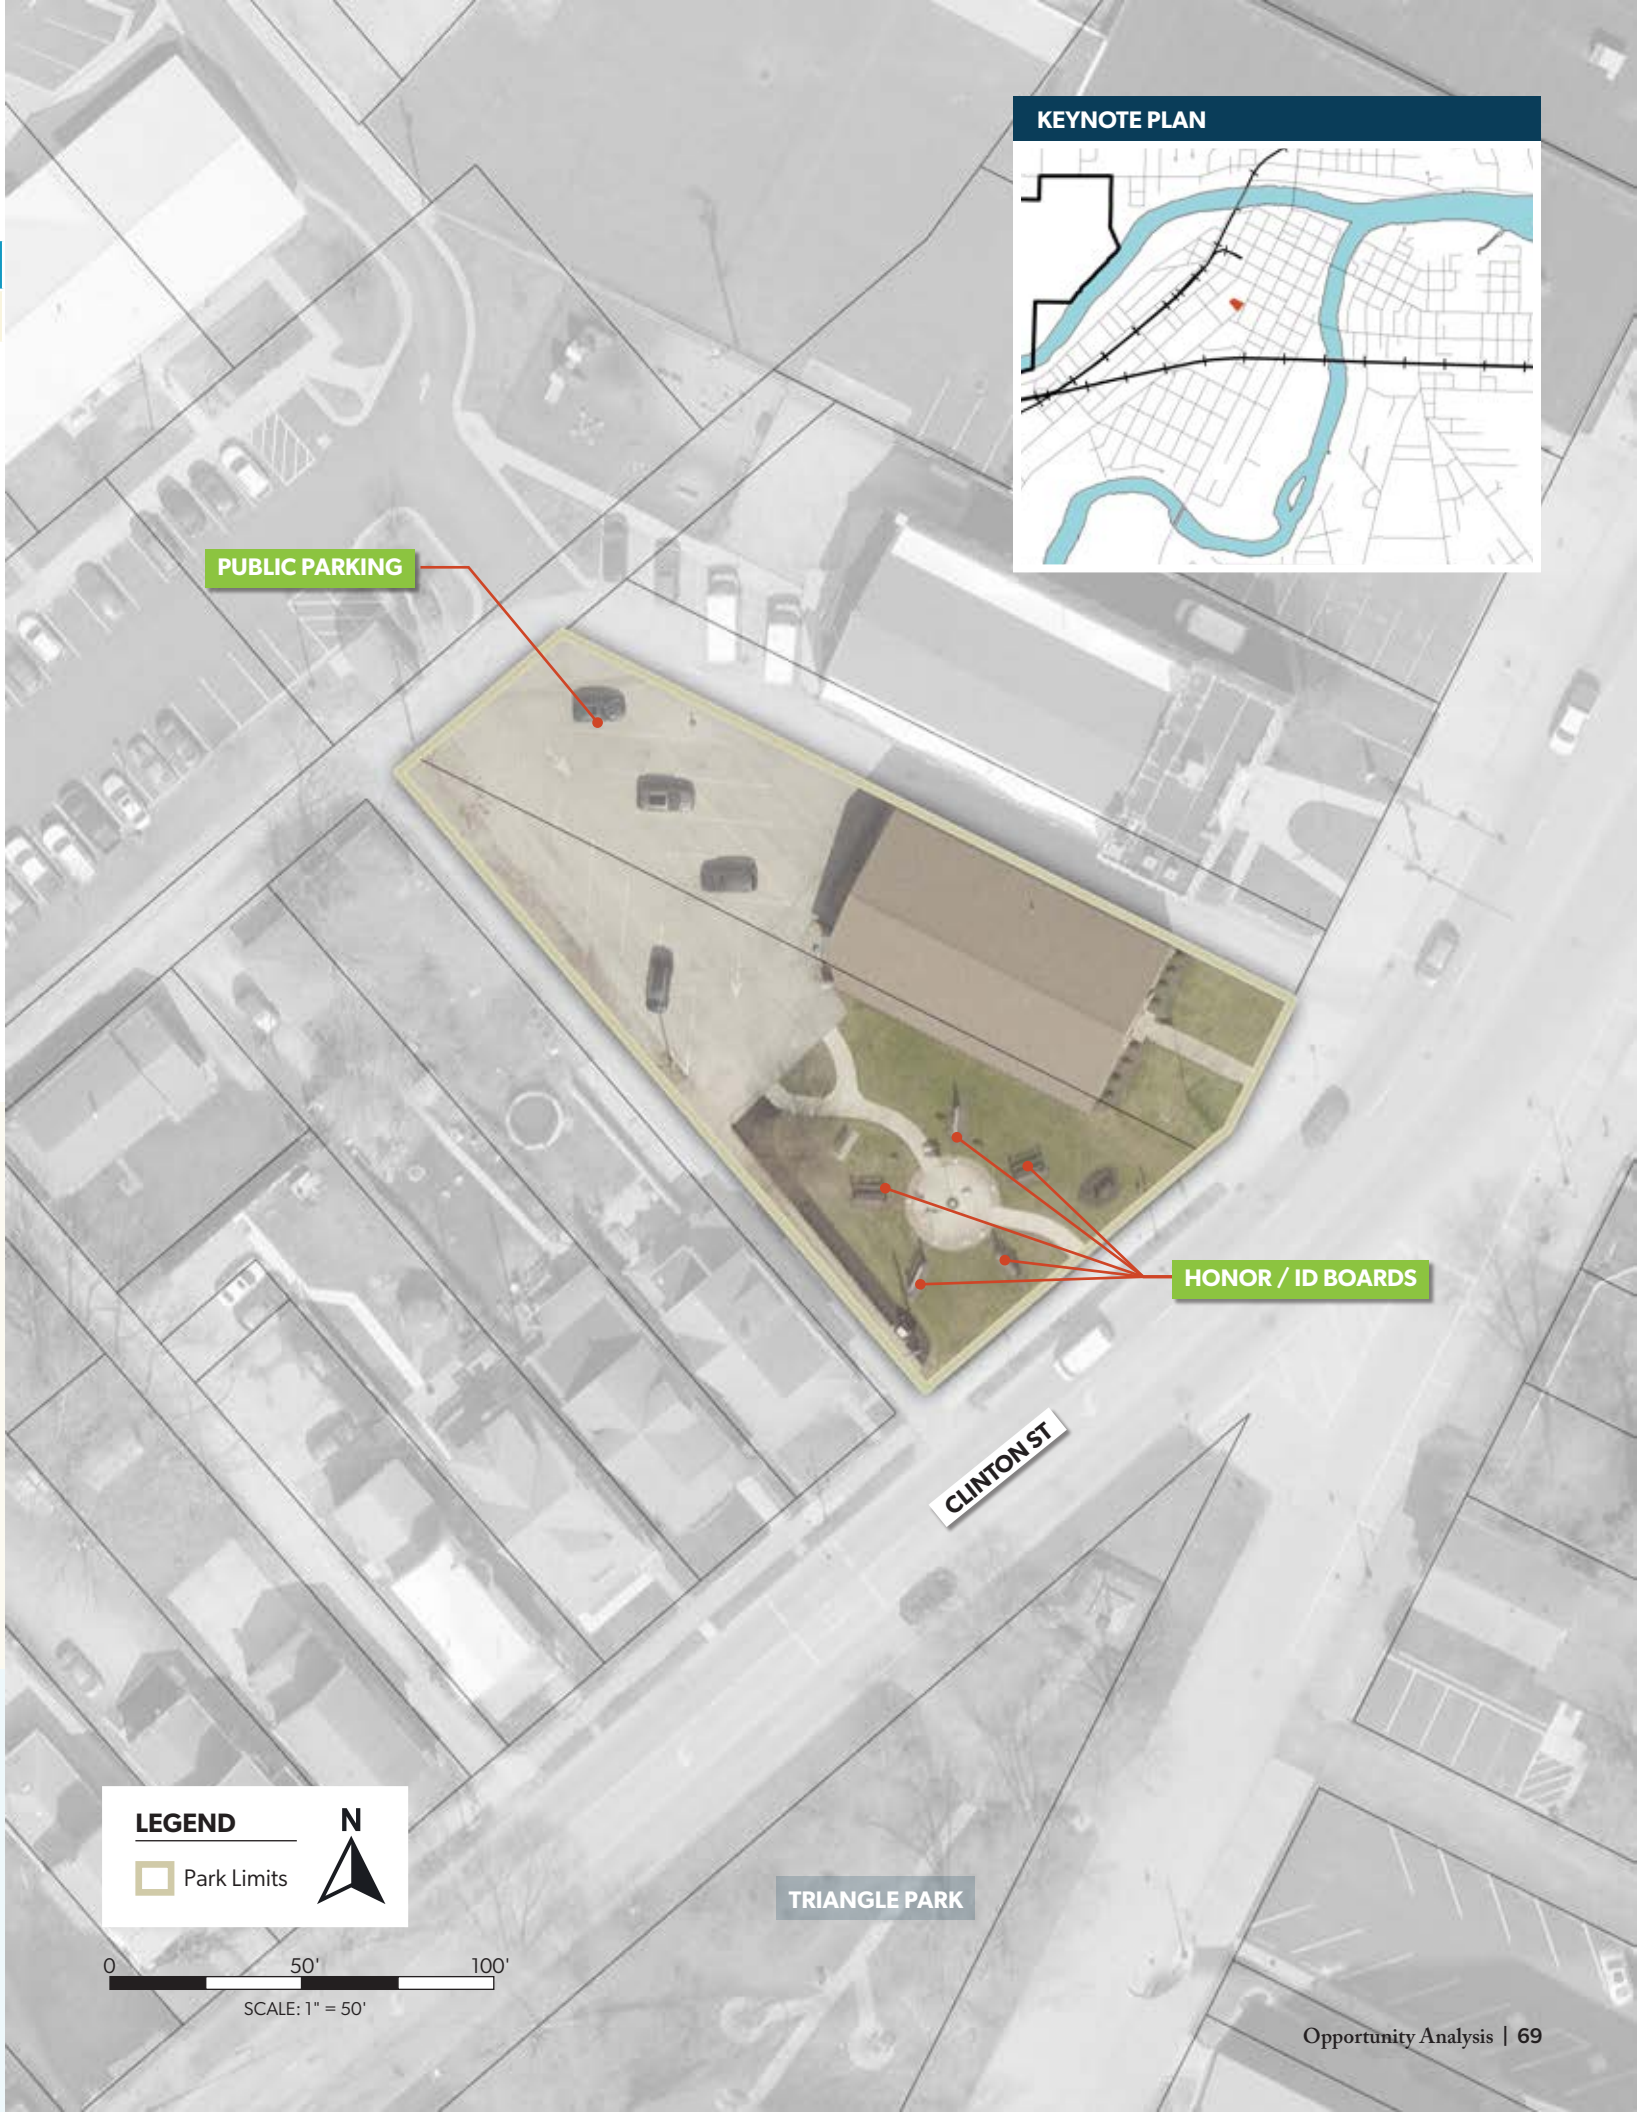 KEYNOTE PLAN
PUBLIC PARKING
HONOR / ID BOARDS
CLINTON ST
LEGEND
N
Park Limits
TRIANGLE PARK
0 50' 100'
SCALE: 1" = 50'
Opportunity Analysis | 69